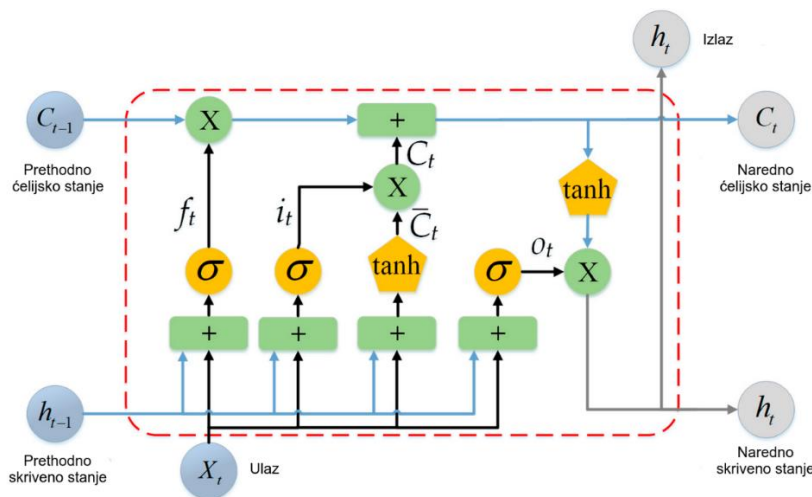 h_t
Izlaz
C_{t-1}
X
+
C_t
Prethodno
ćelijsko stanje
Naredno
ćelijsko stanje
C_t
X
tanh
f_t
i_t
C̅_t
σ
σ
tanh
σ
o_t
X
+
+
+
+
h_{t-1}
h_t
Prethodno
skriveno stanje
X_t
Ulaz
Naredno
skriveno stanje